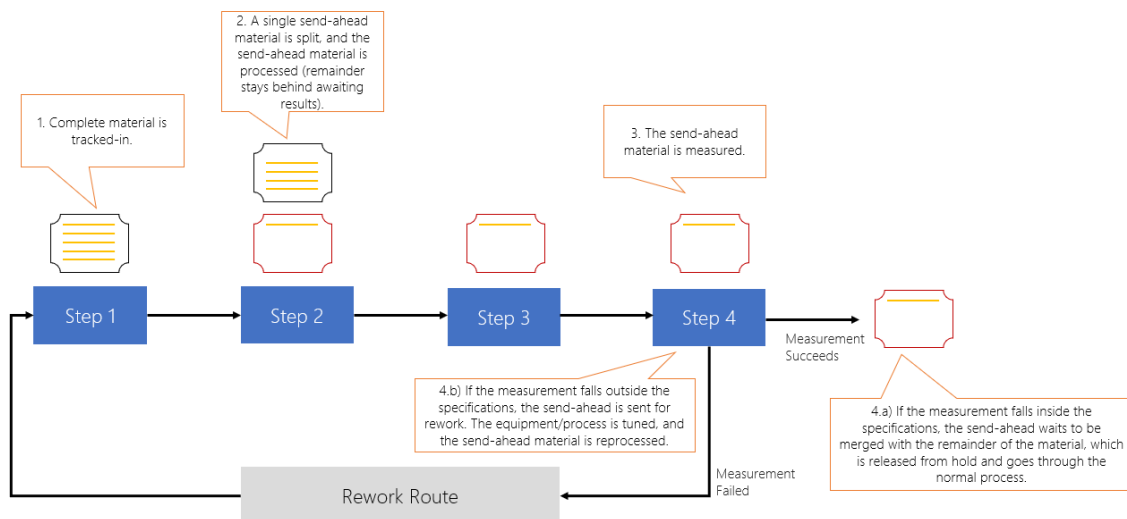 2. A single send-ahead
material is split, and the
send-ahead material is
processed (remainder
stays behind awaiting
results).
1. Complete material is
tracked-in.
3. The send-ahead
material is measured.
Step 1
Step 2
Step 3
Step 4
Measurement
Succeeds
4.b) If the measurement falls outside the
specifications, the send-ahead is sent for
rework. The equipment/process is tuned, and
the send-ahead material is reprocessed.
4.a) If the measurement falls inside the
specifications, the send-ahead waits to be
merged with the remainder of the material, which
is released from hold and goes through the
normal process.
Measurement
Failed
Rework Route